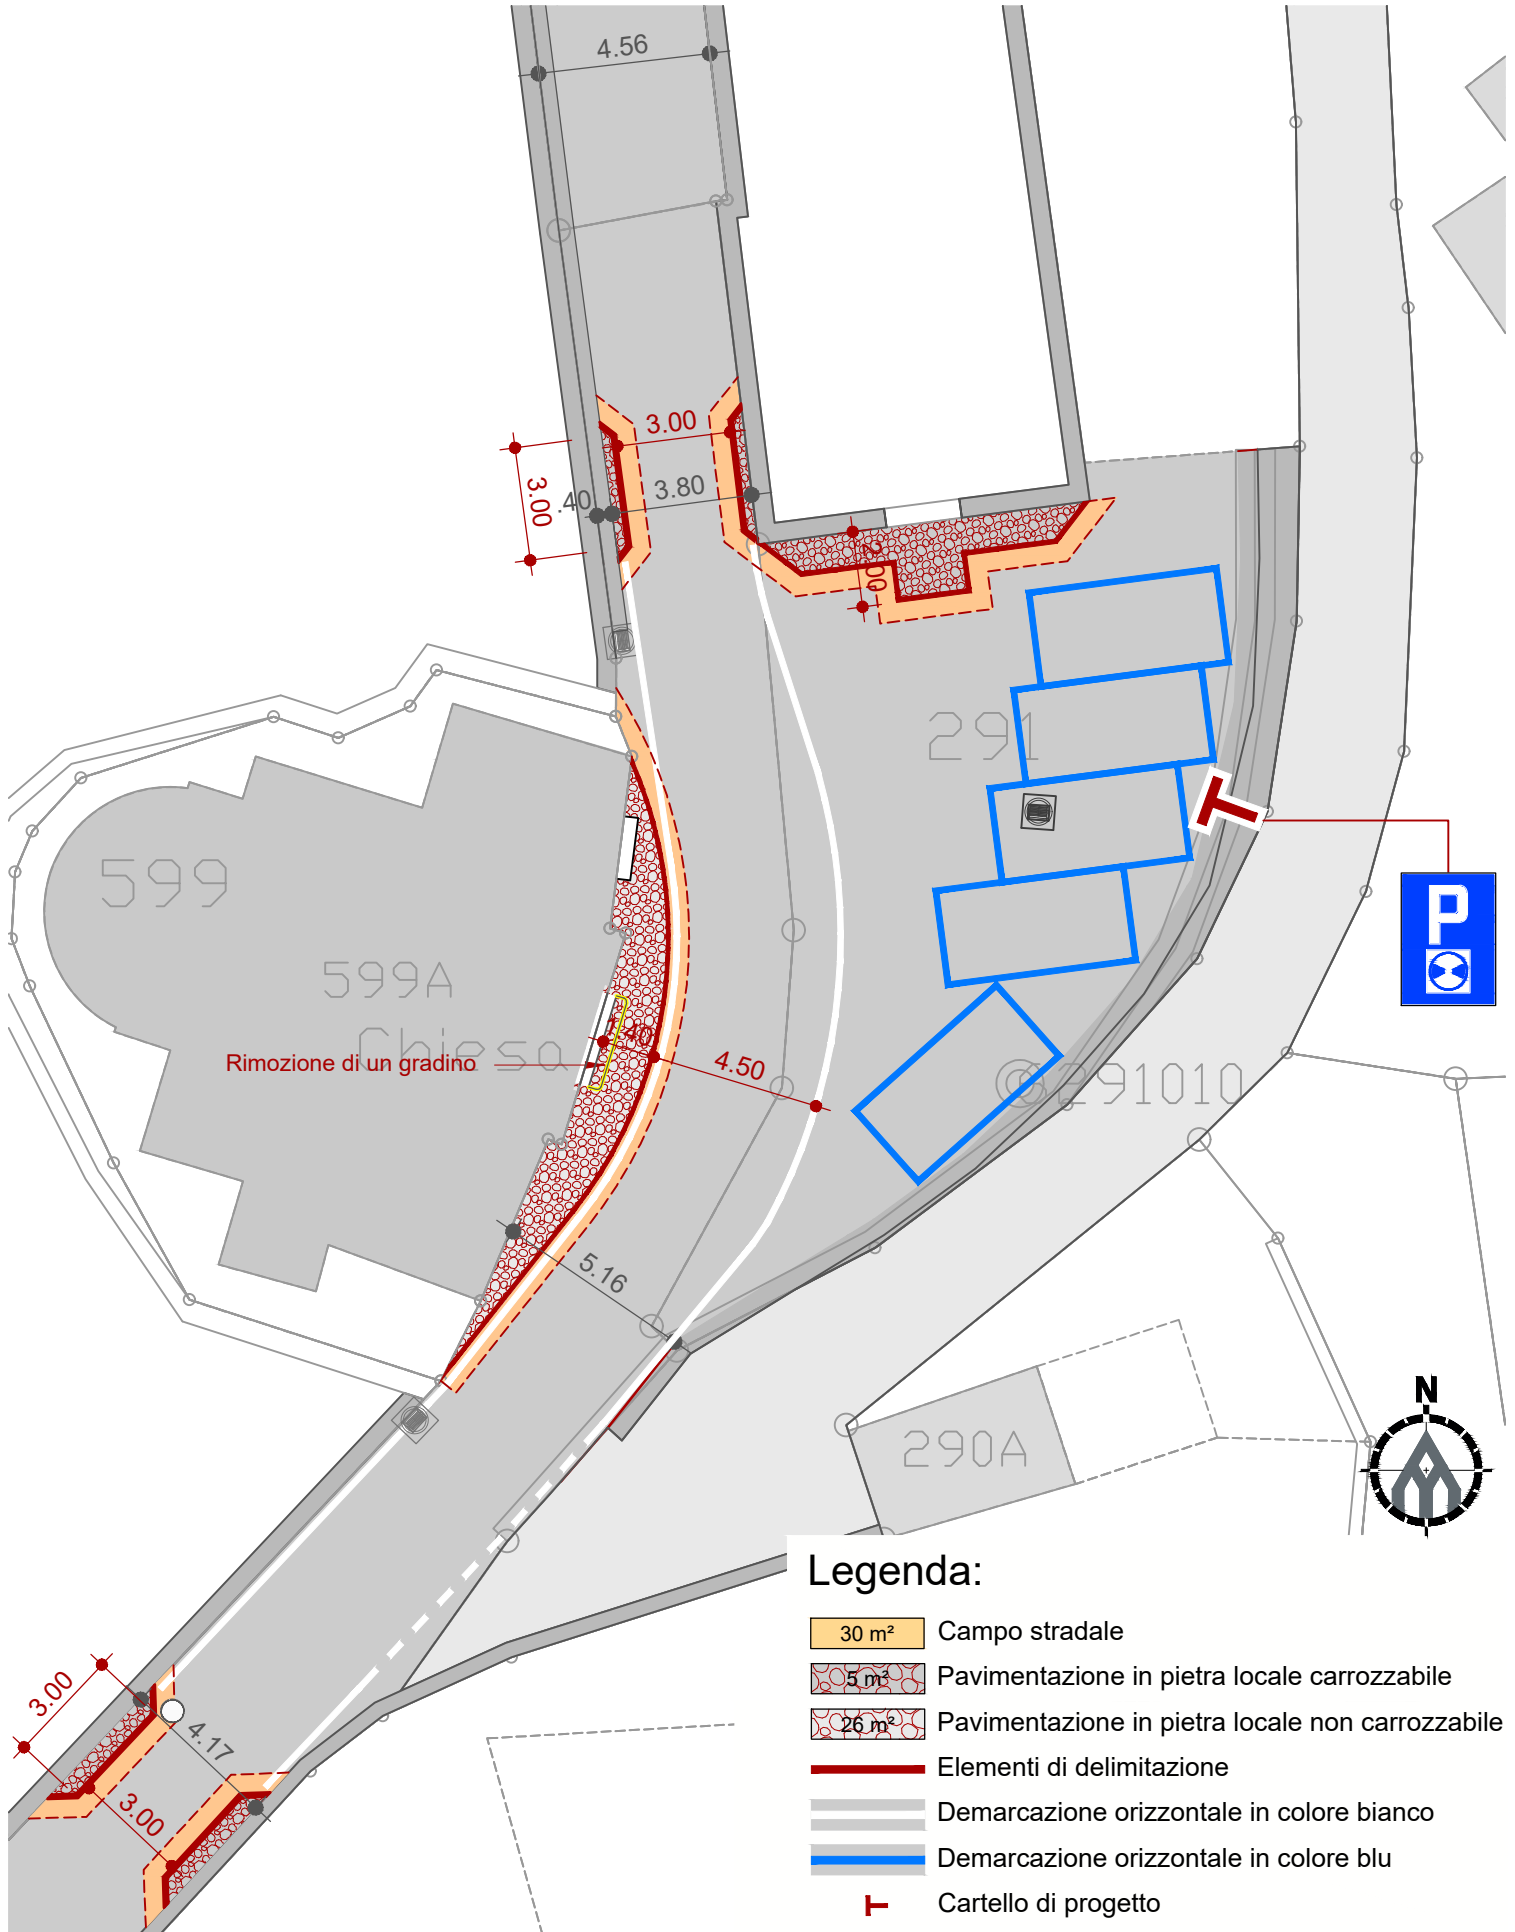 4.56
3.00
3.00
.40
3.80
2.00
291
599
599A
Chiesa
Rimozione di un gradino
1.40
4.50
291010
P
5.16
290A
N
3.00
4.17
3.00
Legenda:
30 m² Campo stradale
5 m² Pavimentazione in pietra locale carrozzabile
26 m² Pavimentazione in pietra locale non carrozzabile
Elementi di delimitazione
Demarcazione orizzontale in colore bianco
Demarcazione orizzontale in colore blu
Cartello di progetto